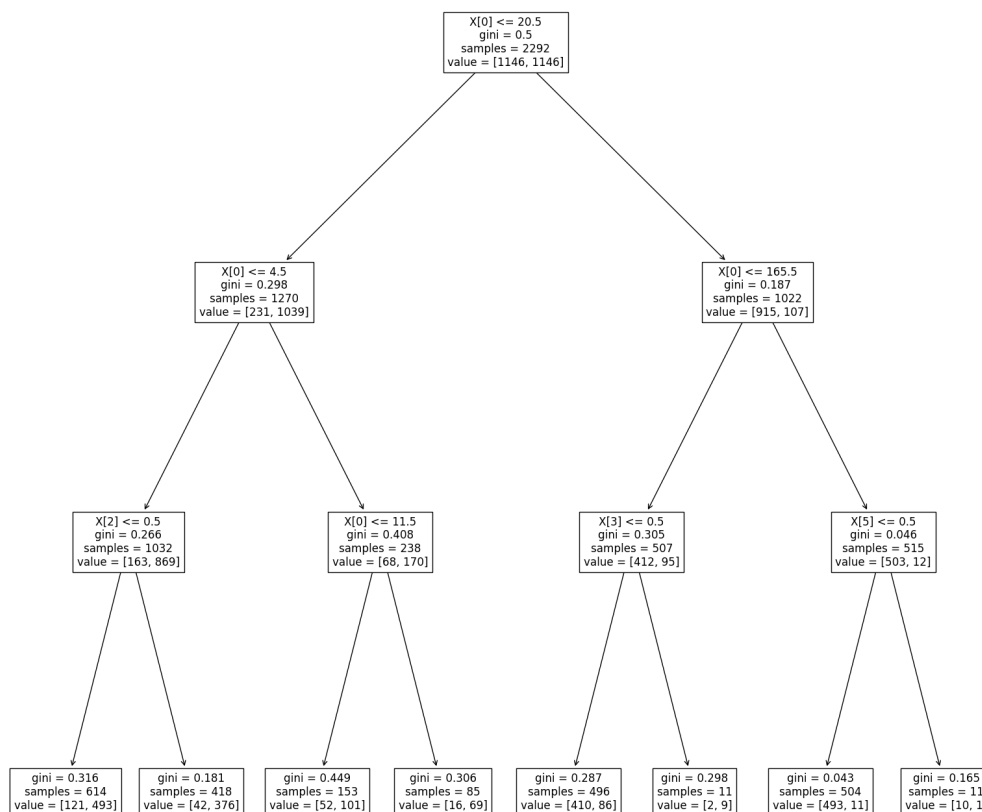 X[0] <= 20.5
gini = 0.5
samples = 2292
value = [1146, 1146]
X[0] <= 4.5
gini = 0.298
samples = 1270
value = [231, 1039]
X[0] <= 165.5
gini = 0.187
samples = 1022
value = [915, 107]
X[2] <= 0.5
gini = 0.266
samples = 1032
value = [163, 869]
X[0] <= 11.5
gini = 0.408
samples = 238
value = [68, 170]
X[3] <= 0.5
gini = 0.305
samples = 507
value = [412, 95]
X[5] <= 0.5
gini = 0.046
samples = 515
value = [503, 12]
gini = 0.316
samples = 614
value = [121, 493]
gini = 0.181
samples = 418
value = [42, 376]
gini = 0.449
samples = 153
value = [52, 101]
gini = 0.306
samples = 85
value = [16, 69]
gini = 0.287
samples = 496
value = [410, 86]
gini = 0.298
samples = 11
value = [2, 9]
gini = 0.043
samples = 504
value = [493, 11]
gini = 0.165
samples = 11
value = [10, 1